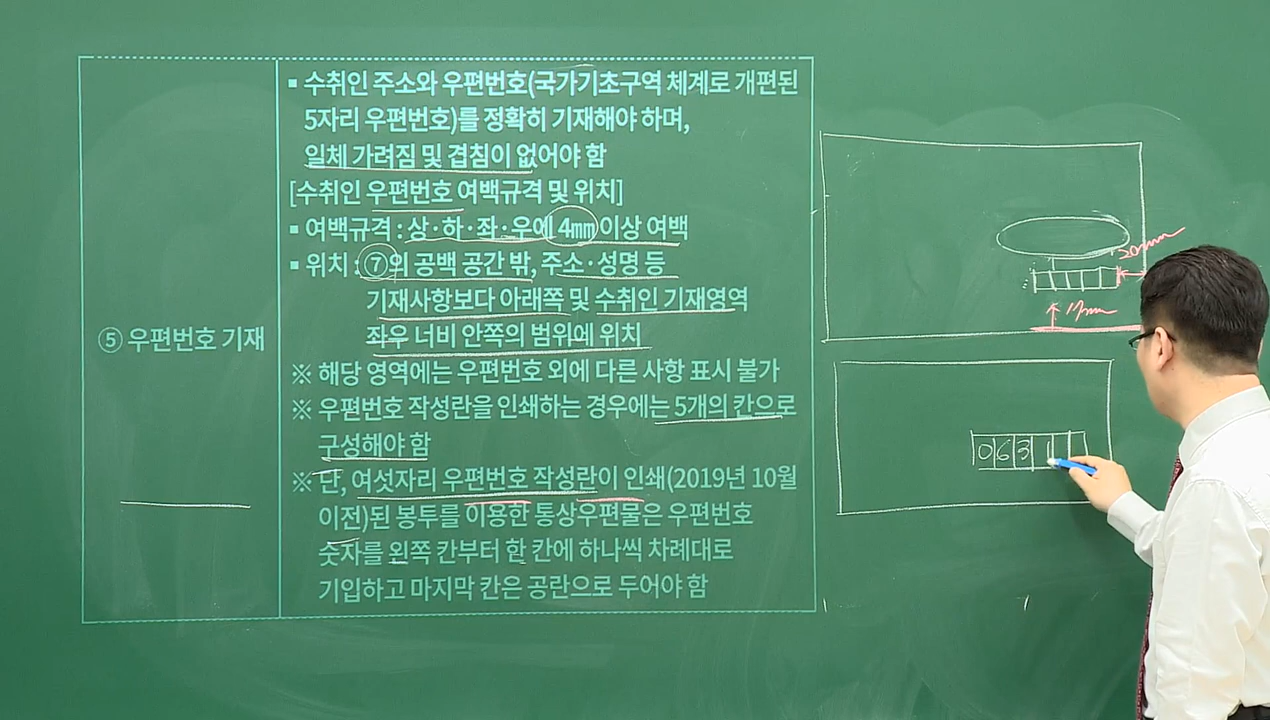 ⑤ 우편번호 기재
▪ 수취인 주소와 우편번호(국가기초구역 체계로 개편된
5자리 우편번호)를 정확히 기재해야 하며,
일체 가려짐 및 겹침이 없어야 함
[수취인 우편번호 여백규격 및 위치]
▪ 여백규격 : 상·하·좌·우에 4㎜ 이상 여백
▪ 위치 : ⑦의 공백 공간 밖, 주소·성명 등
기재사항보다 아래쪽 및 수취인 기재영역
좌우 너비 안쪽의 범위에 위치
※ 해당 영역에는 우편번호 외에 다른 사항 표시 불가
※ 우편번호 작성란을 인쇄하는 경우에는 5개의 칸으로
구성해야 함
※ 단, 여섯자리 우편번호 작성란이 인쇄(2019년 10월
이전)된 봉투를 이용한 통상우편물은 우편번호
숫자를 왼쪽 칸부터 한 칸에 하나씩 차례대로
기입하고 마지막 칸은 공란으로 두어야 함
20mm
17mm
0631